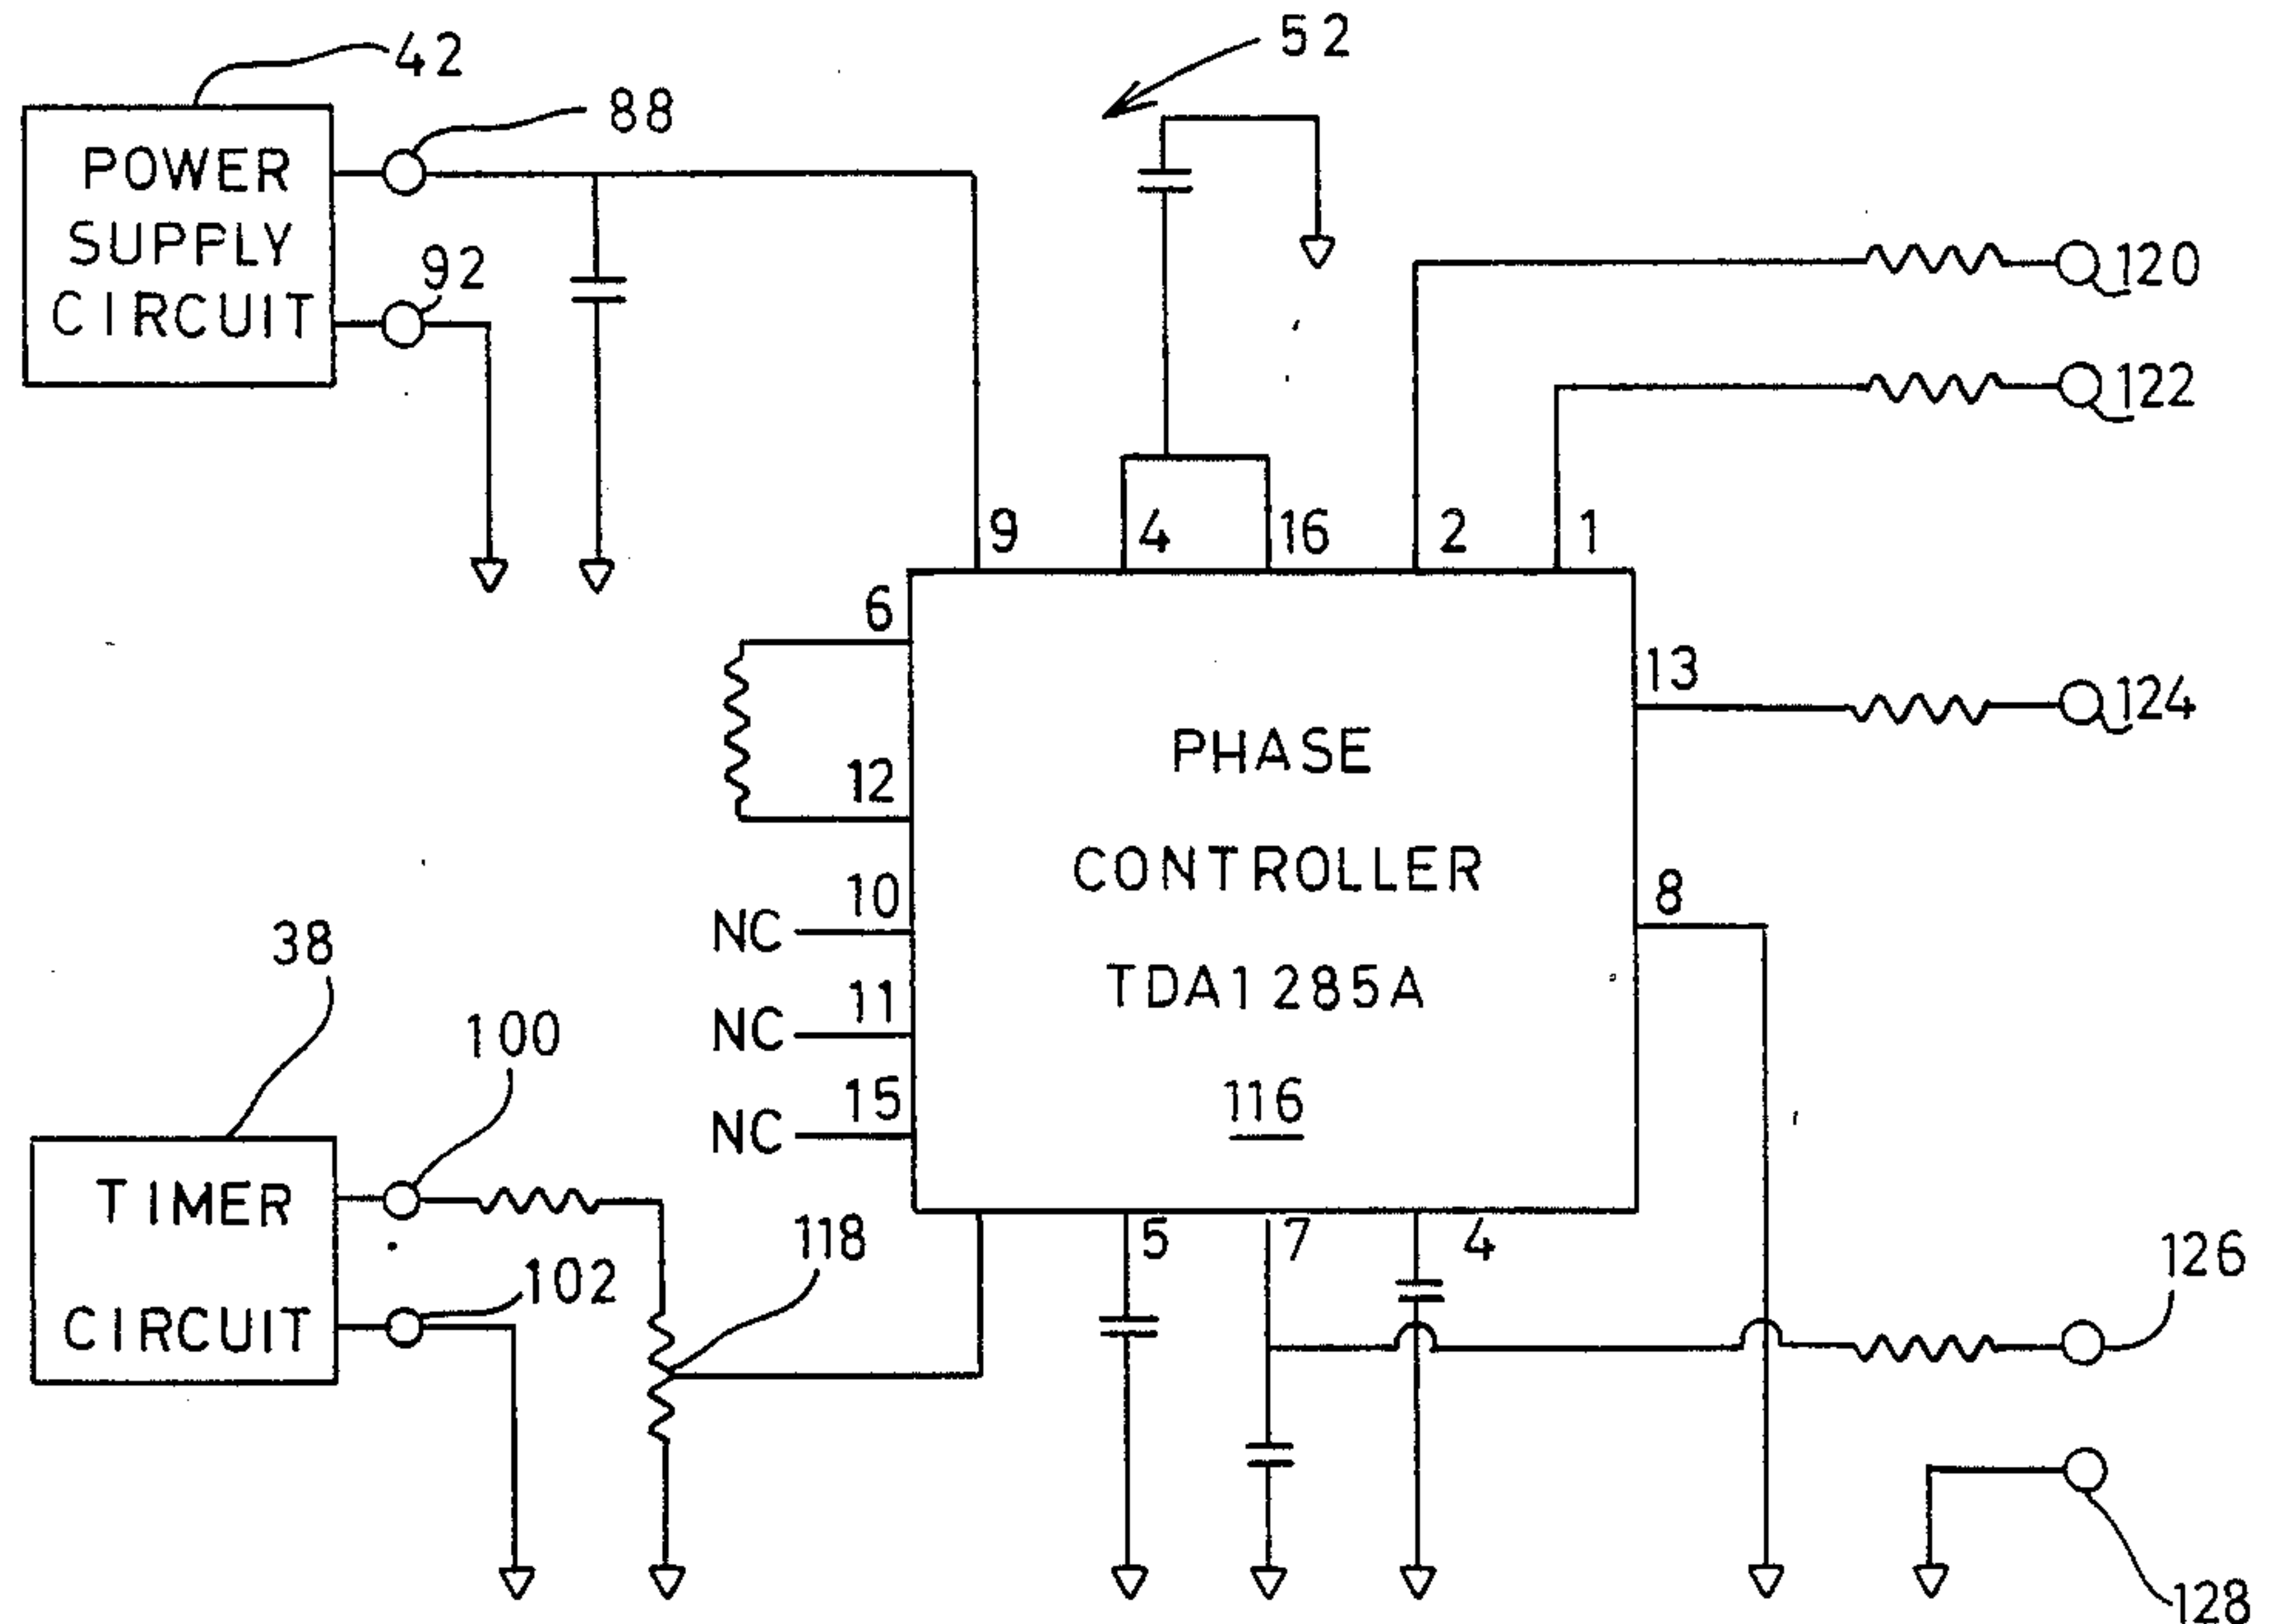 52
42
88
POWER
SUPPLY
CIRCUIT
92
120
122
9
4
16
2
1
6
13
124
12
PHASE
CONTROLLER
TDA1285A
116
10
NC
11
NC
15
NC
8
38
100
TIMER
CIRCUIT
102
118
5
7
4
126
128